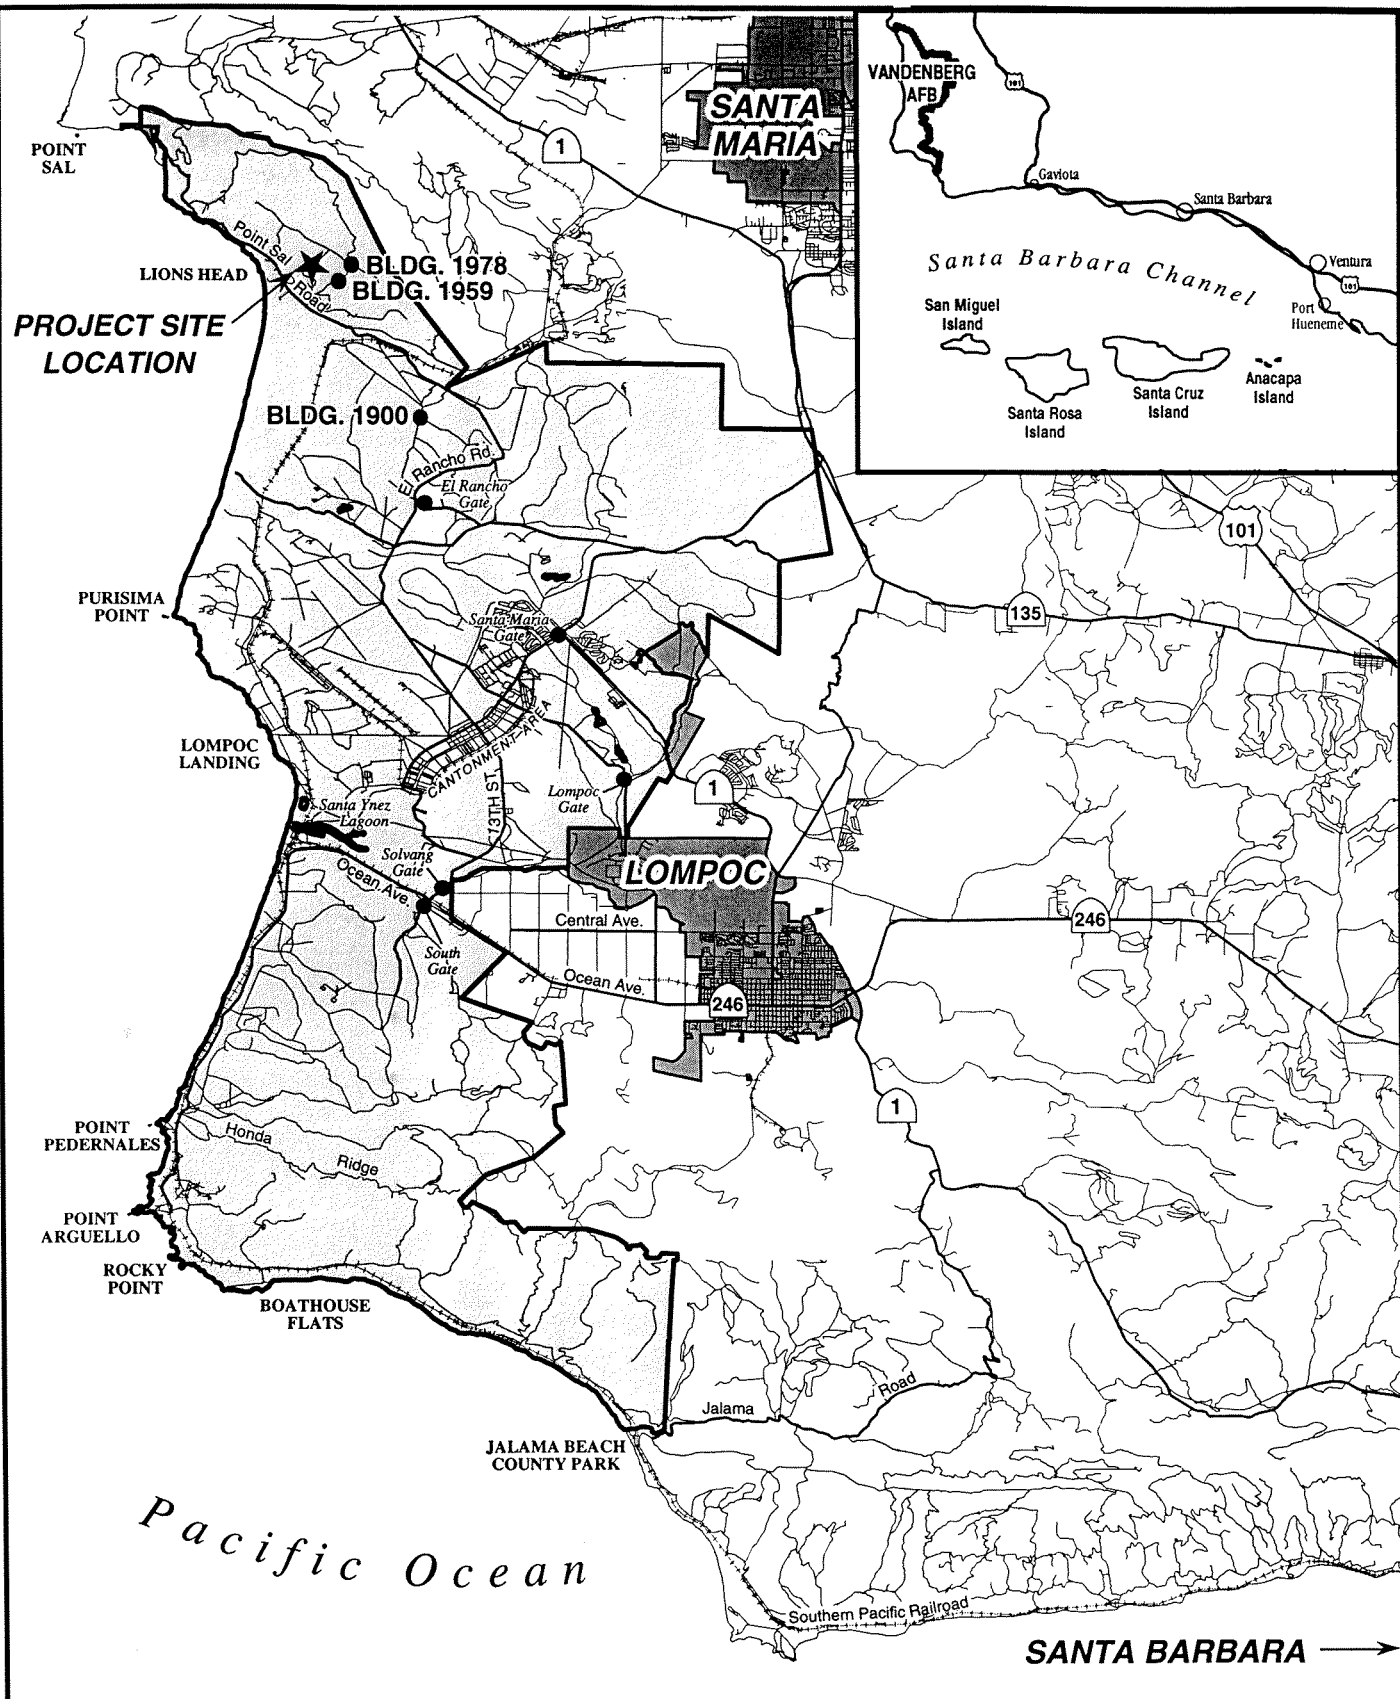 SANTA
MARIA
VANDENBERG
AFB
101
Gaviota
Santa Barbara
Ventura
101
Port
Hueneme
Santa Barbara Channel
San Miguel
Island
Santa Rosa
Island
Santa Cruz
Island
Anacapa
Island
POINT
SAL
1
Point Sal
Road
LIONS HEAD
BLDG. 1978
BLDG. 1959
PROJECT SITE
LOCATION
BLDG. 1900
El Rancho Rd.
El Rancho
Gate
101
135
PURISIMA
POINT
Santa Maria
Gate
LOMPOC
LANDING
CANTONMENT AREA
13TH ST.
Lompoc
Gate
1
Santa Ynez
Lagoon
Solvang
Gate
Ocean Ave.
LOMPOC
Central Ave.
246
South
Gate
Ocean Ave.
246
1
POINT
PEDERNALES
Honda
Ridge
POINT
ARGUELLO
ROCKY
POINT
BOATHOUSE
FLATS
Jalama
Road
JALAMA BEACH
COUNTY PARK
Pacific Ocean
Southern Pacific Railroad
SANTA BARBARA